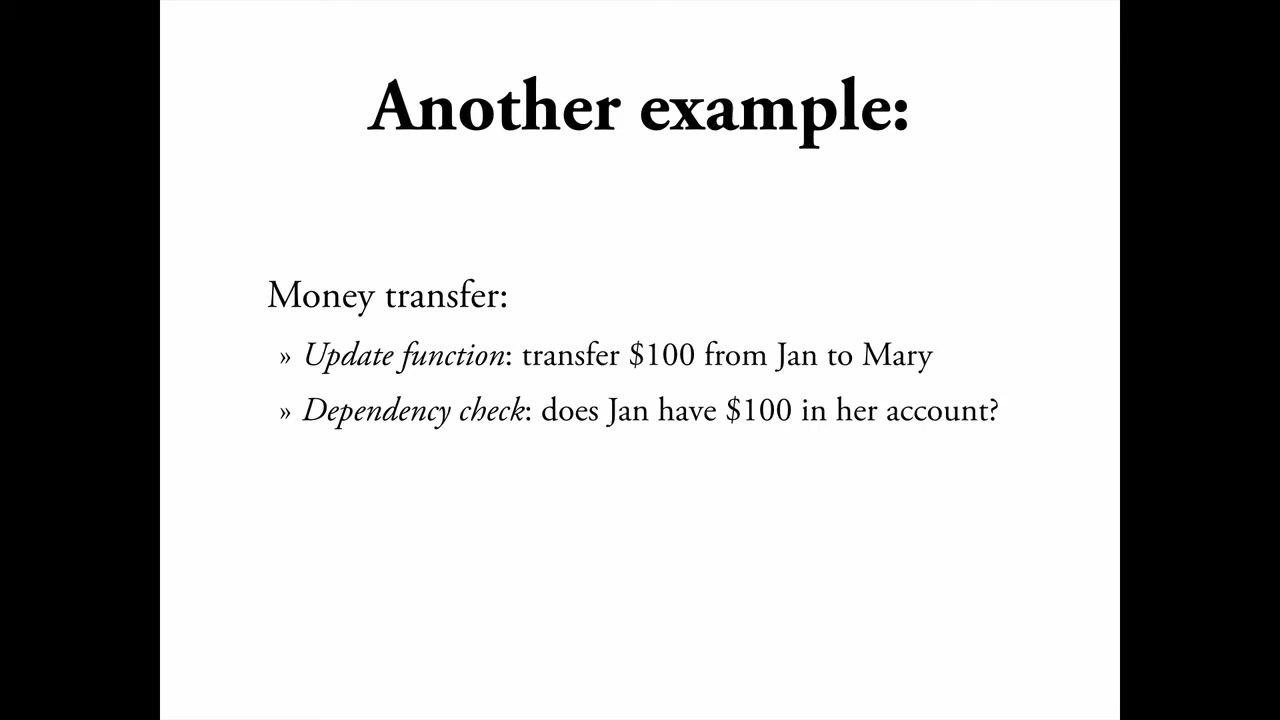 Another example:
Money transfer:
» Update function: transfer $100 from Jan to Mary
» Dependency check: does Jan have $100 in her account?